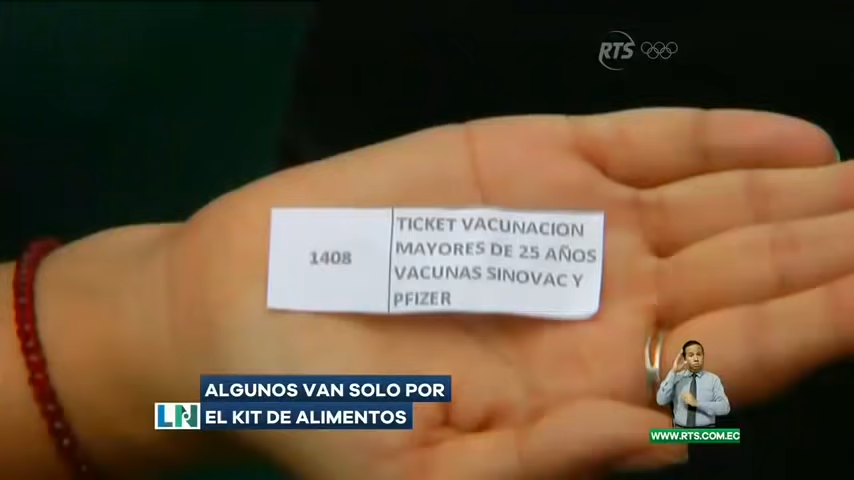 RTS
1408
TICKET VACUNACION
MAYORES DE 25 AÑOS
VACUNAS SINOVAC Y
PFIZER
ALGUNOS VAN SOLO POR
LN EL KIT DE ALIMENTOS
WWW.RTS.COM.EC